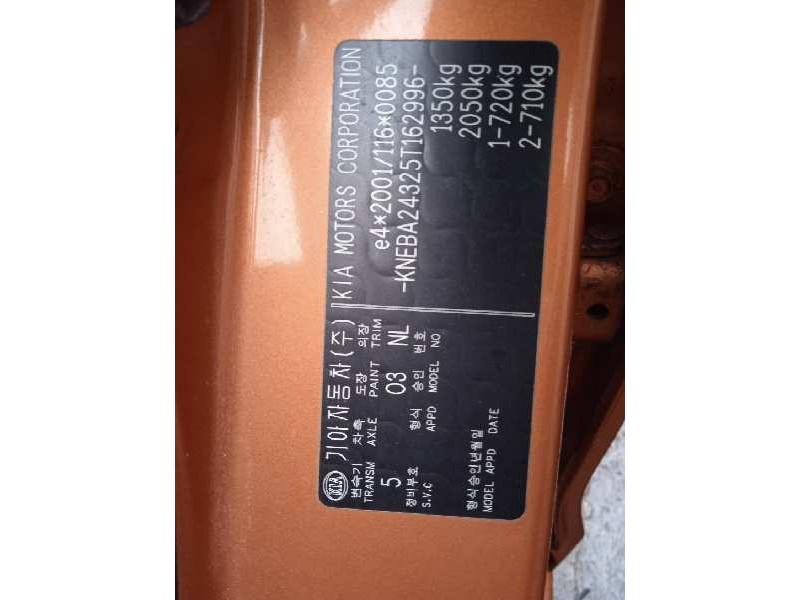 KIA 기아자동차(주) KIA MOTORS CORPORATION
변속기 차축 도장 외장
TRANSM AXLE PAINT TRIM
5 03 NL
e4*2001/116*0085
정비부호 형식 승인 번호
S.V.C APPD MODEL NO
-KNEBA24325T162996-
1350kg
2050kg
형식승인년월일
MODEL APPD DATE
1-720kg
2-710kg